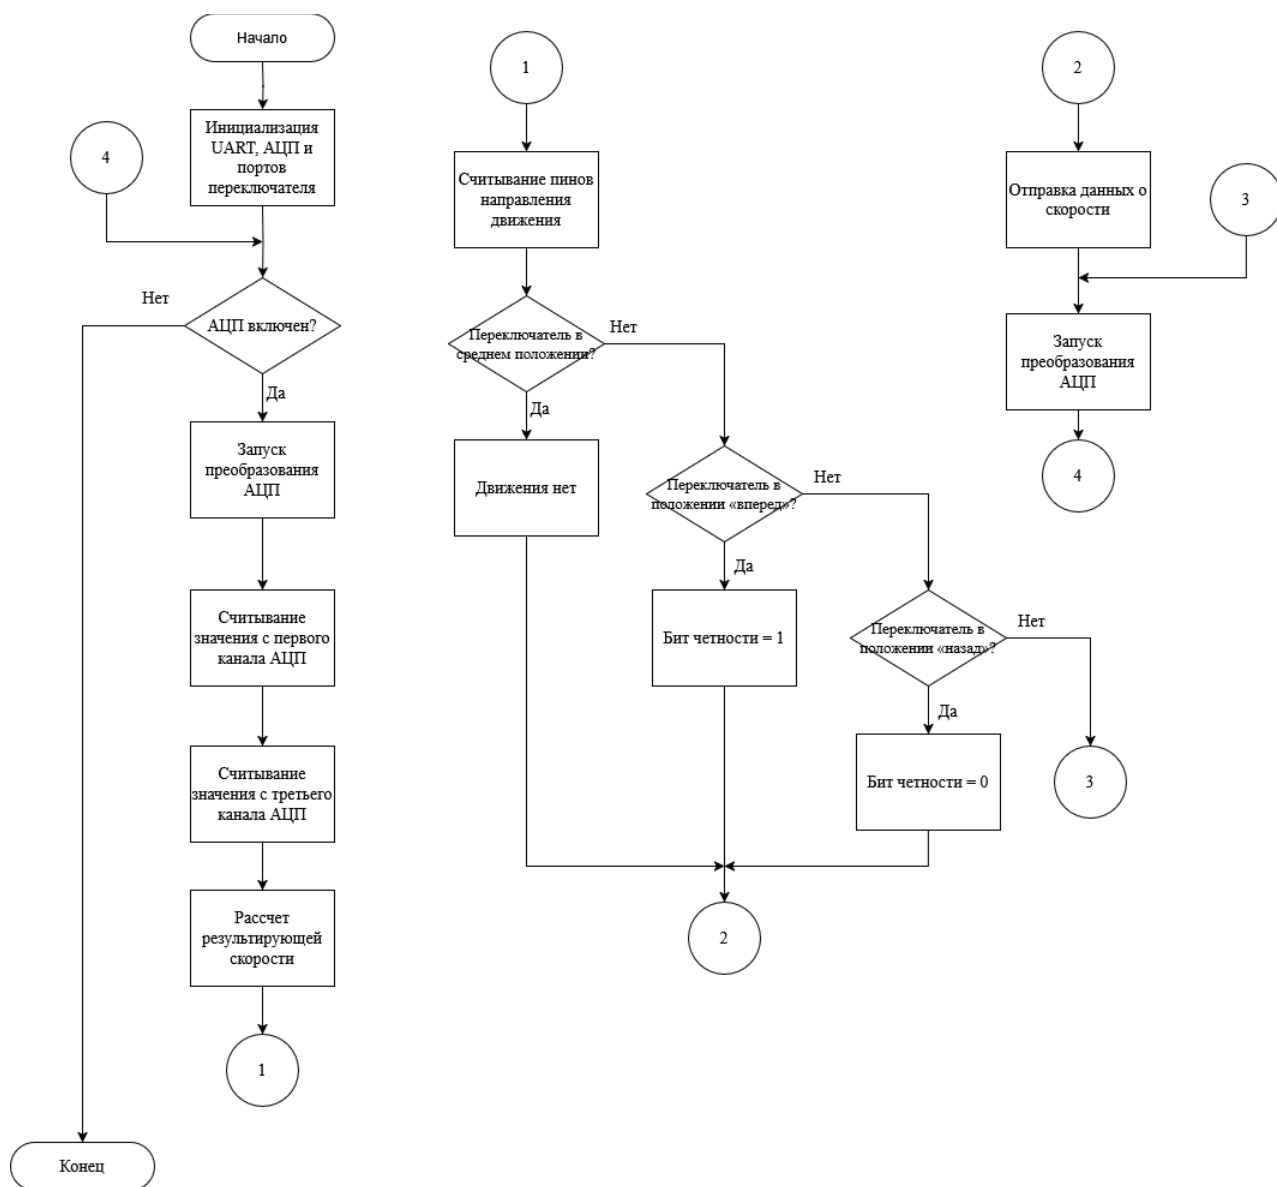 Начало
Инициализация
UART, АЦП и
портов
переключателя
4
АЦП включен?
Нет
Да
Запуск
преобразования
АЦП
Считывание
значения с первого
канала АЦП
Считывание
значения с третьего
канала АЦП
Рассчет
результирующей
скорости
1
Конец
1
Считывание пинов
направления
движения
Переключатель в
среднем положении?
Нет
Да
Движения нет
Переключатель в
положении «вперед»?
Нет
Да
Бит четности = 1
Переключатель в
положении «назад»?
Нет
Да
Бит четности = 0
3
2
2
Отправка данных о
скорости
3
Запуск
преобразования
АЦП
4